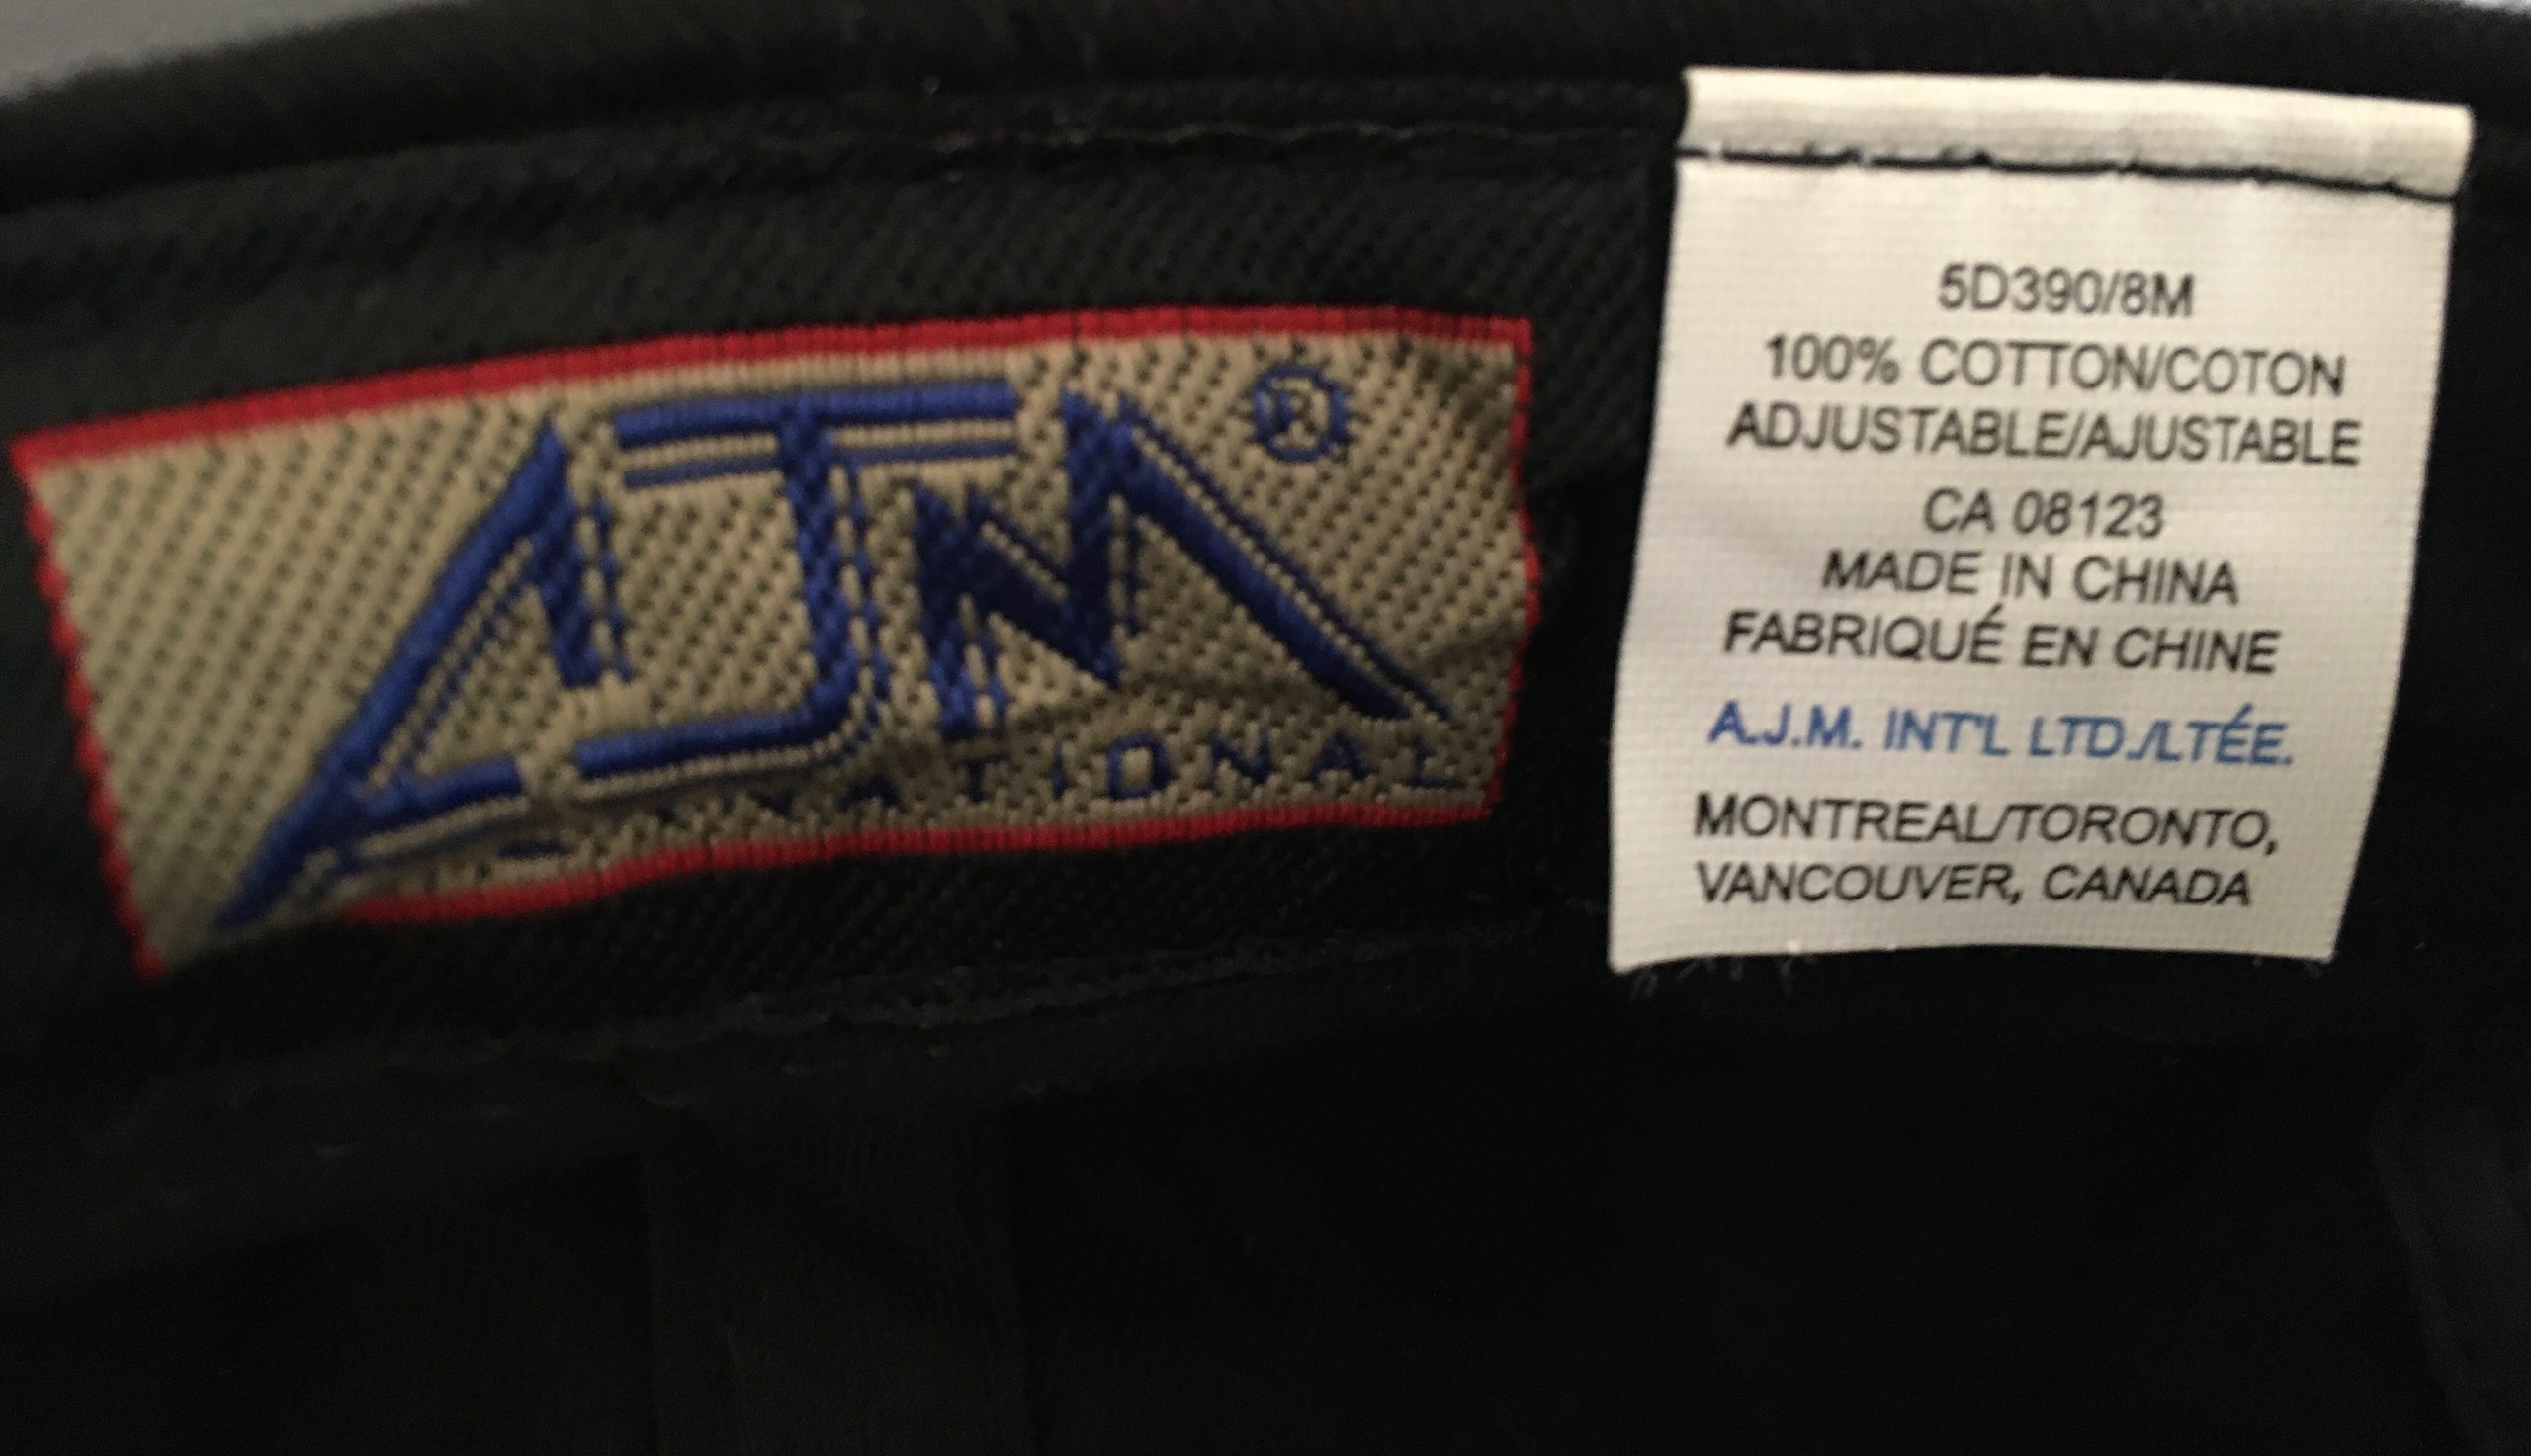 AJM ®
5D390/8M
100% COTTON/COTON
ADJUSTABLE/AJUSTABLE
CA 08123
MADE IN CHINA
FABRIQUÉ EN CHINE
A.J.M. INT'L LTD./LTÉE.
MONTREAL/TORONTO,
VANCOUVER, CANADA